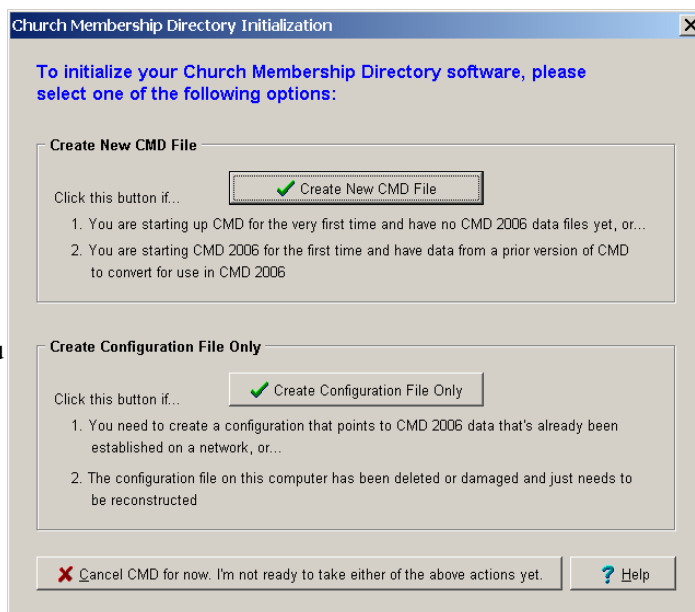 Church Membership Directory Initialization
To initialize your Church Membership Directory software, please
select one of the following options:
Create New CMD File
Click this button if...
Create New CMD File
1. You are starting up CMD for the very first time and have no CMD 2006 data files yet, or...
2. You are starting CMD 2006 for the first time and have data from a prior version of CMD
to convert for use in CMD 2006
Create Configuration File Only
Click this button if...
Create Configuration File Only
1. You need to create a configuration that points to CMD 2006 data that's already been
established on a network, or...
2. The configuration file on this computer has been deleted or damaged and just needs to
be reconstructed
Cancel CMD for now. I'm not ready to take either of the above actions yet.
Help